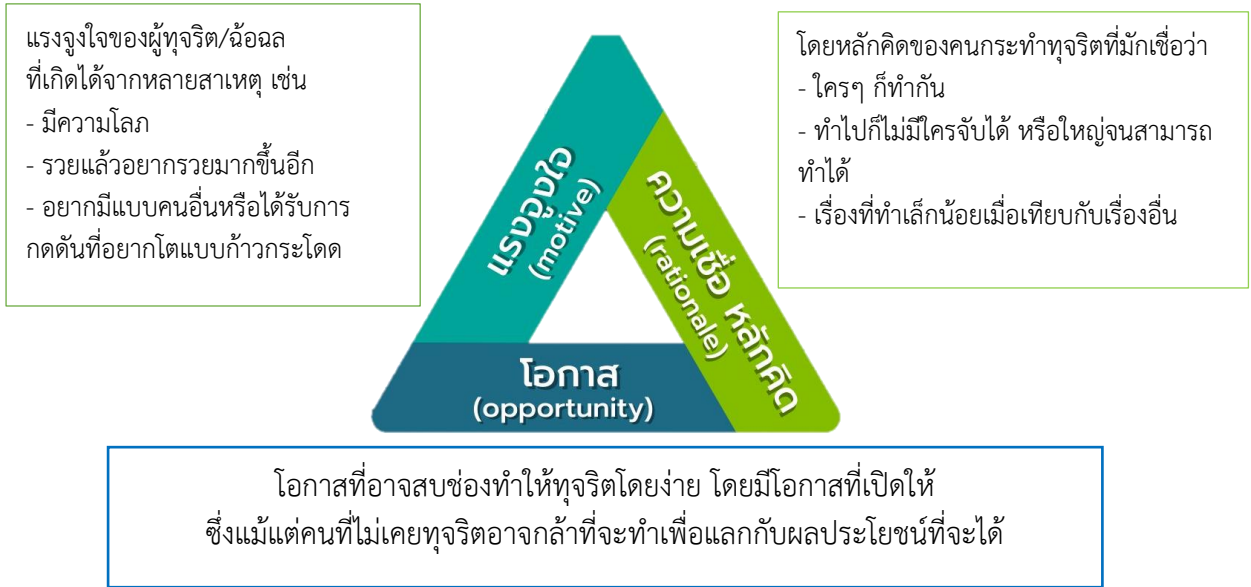 แรงจูงใจของผู้ทุจริต/ฉ้อฉล
ที่เกิดได้จากหลายสาเหตุ เช่น
- มีความโลภ
- รวยแล้วอยากรวยมากขึ้นอีก
- อยากมีแบบคนอื่นหรือได้รับการ
กดดันที่อยากโตแบบก้าวกระโดด
โดยหลักคิดของคนกระทำทุจริตที่มักเชื่อว่า
- ใครๆ ก็ทำกัน
- ทำไปก็ไม่มีใครจับได้ หรือใหญ่จนสามารถ
ทำได้
- เรื่องที่ทำเล็กน้อยเมื่อเทียบกับเรื่องอื่น
แรงจูงใจ
(motive)
ความเชื่อ หลักคิด
(rationale)
โอกาส
(opportunity)
โอกาสที่อาจสบช่องทำให้ทุจริตโดยง่าย โดยมีโอกาสที่เปิดให้
ซึ่งแม้แต่คนที่ไม่เคยทุจริตอาจกล้าที่จะทำเพื่อแลกกับผลประโยชน์ที่จะได้